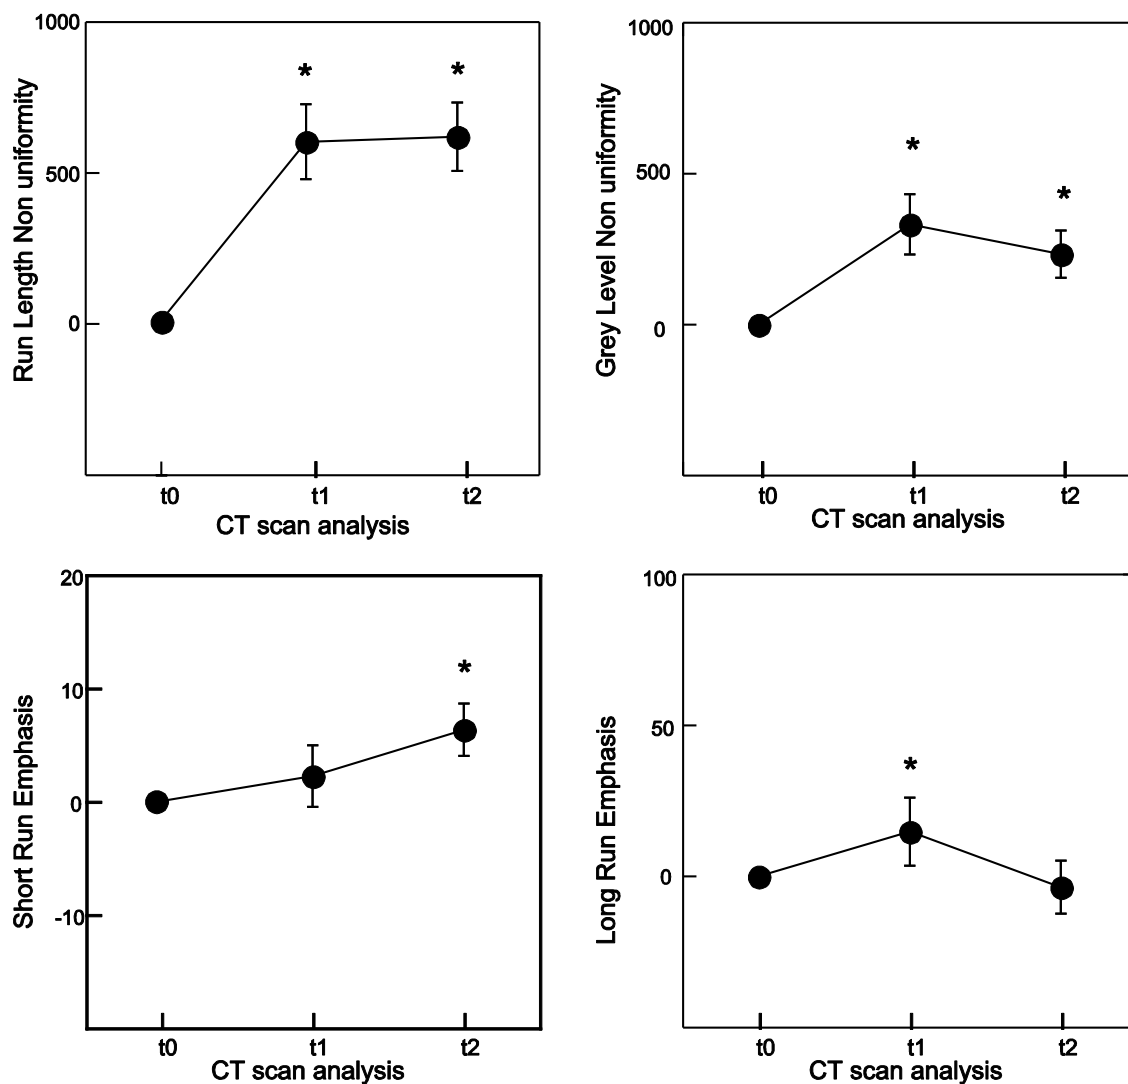 1000
500
0
Run Length Non uniformity
* *
t0 t1 t2
CT scan analysis
1000
500
0
Grey Level Non uniformity
* *
t0 t1 t2
CT scan analysis
20
10
0
-10
Short Run Emphasis
*
t0 t1 t2
CT scan analysis
100
50
0
Long Run Emphasis
*
t0 t1 t2
CT scan analysis